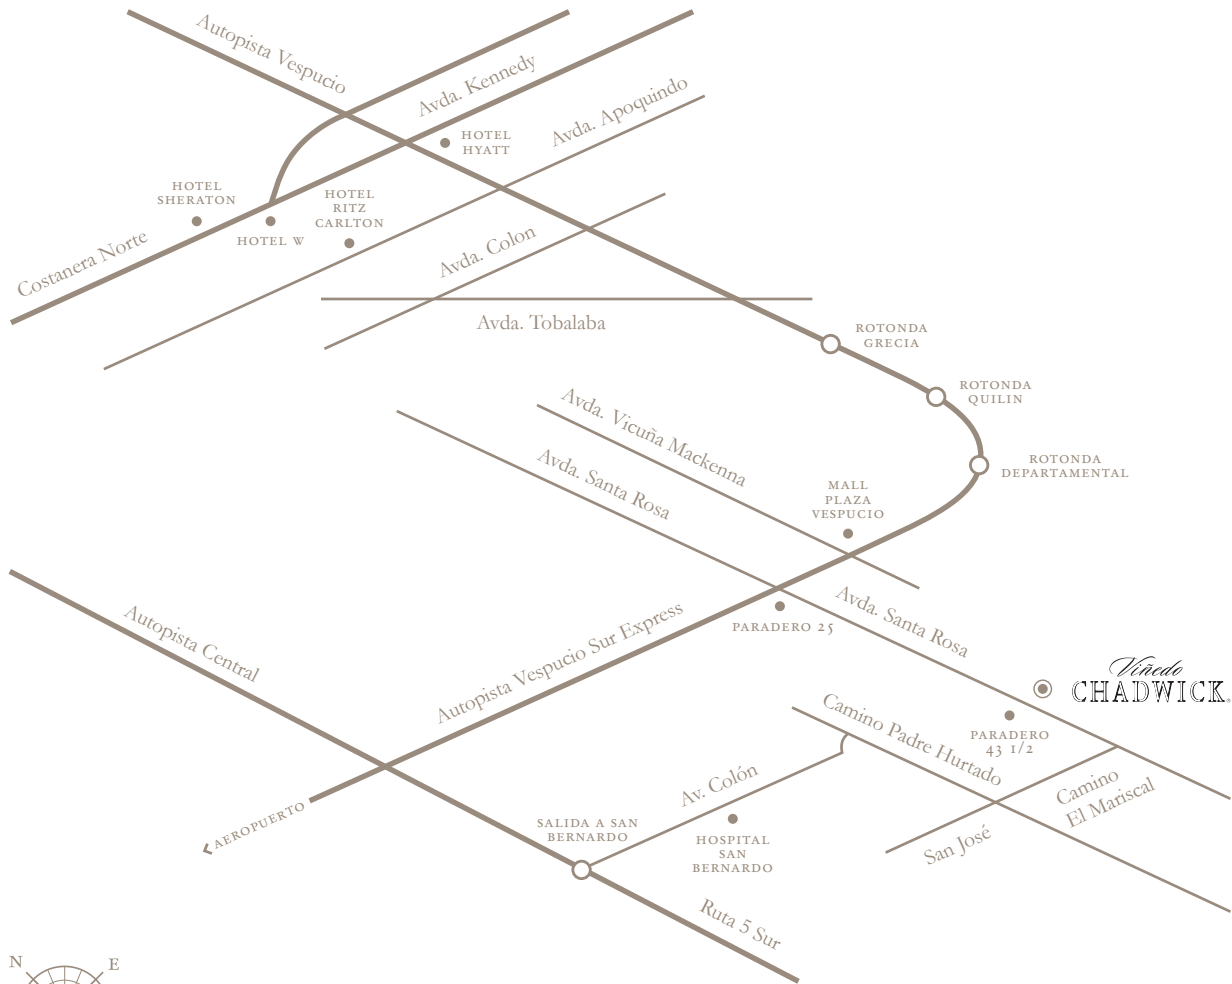 Autopista Vespucio
Avda. Kennedy
Avda. Apoquindo
HOTEL
HYATT
HOTEL
SHERATON
HOTEL
RITZ
CARLTON
HOTEL W
Costanera Norte
Avda. Colon
Avda. Tobalaba
ROTONDA
GRECIA
ROTONDA
QUILIN
Avda. Vicuña Mackenna
Avda. Santa Rosa
ROTONDA
DEPARTAMENTAL
MALL
PLAZA
VESPUCIO
Autopista Central
Autopista Vespucio Sur Express
PARADERO 25
Avda. Santa Rosa
Viñedo
CHADWICK
PARADERO
43 1/2
Camino Padre Hurtado
Camino
El Mariscal
San José
Av. Colón
AEROPUERTO
SALIDA A SAN
BERNARDO
HOSPITAL
SAN
BERNARDO
Ruta 5 Sur
N
E